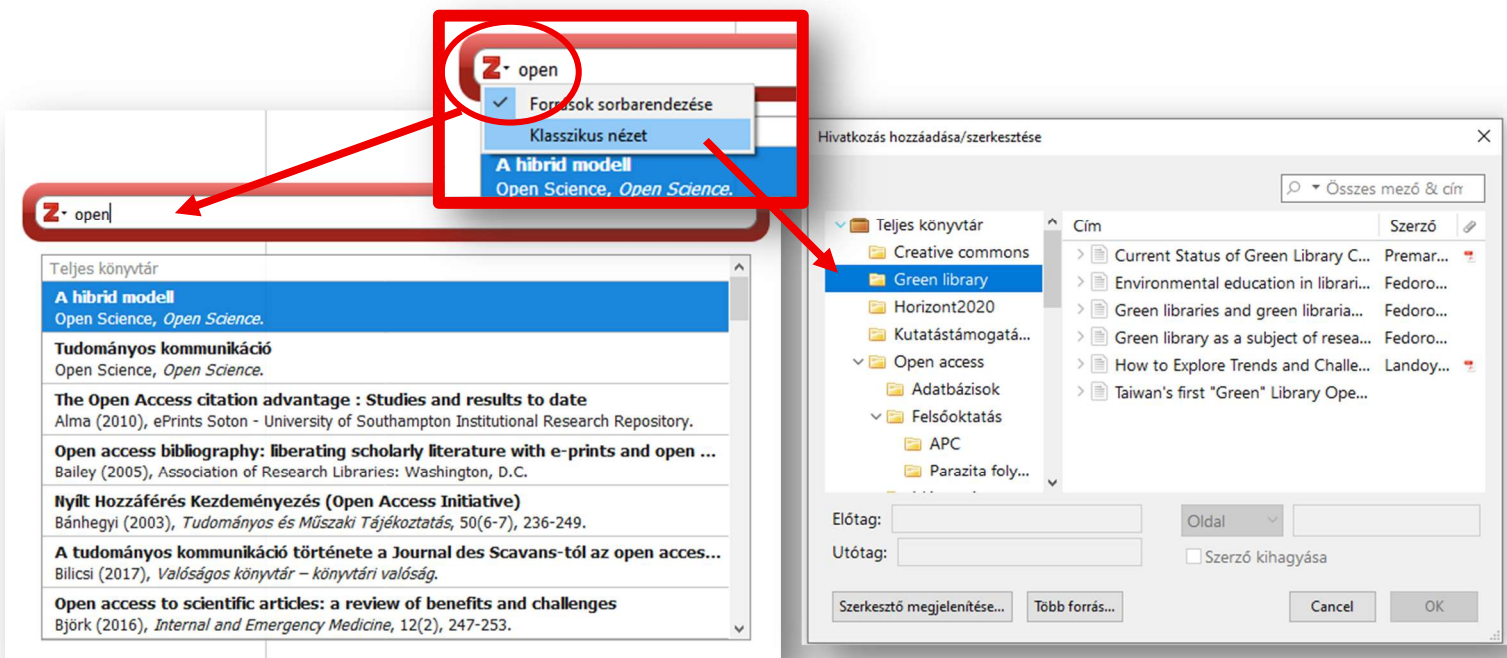 Z open
Források sorbarendezése
Klasszikus nézet
A hibrid modell
Open Science, Open Science.
Z open
Teljes könyvtár
A hibrid modell
Open Science, Open Science.
Tudományos kommunikáció
Open Science, Open Science.
The Open Access citation advantage : Studies and results to date
Alma (2010), ePrints Soton - University of Southampton Institutional Research Repository.
Open access bibliography: liberating scholarly literature with e-prints and open ...
Bailey (2005), Association of Research Libraries: Washington, D.C.
Nyílt Hozzáférés Kezdeményezés (Open Access Initiative)
Bánhegyi (2003), Tudományos és Műszaki Tájékoztatás, 50(6-7), 236-249.
A tudományos kommunikáció története a Journal des Scavans-tól az open acces...
Bilicsi (2017), Valóságos könyvtár – könyvtári valóság.
Open access to scientific articles: a review of benefits and challenges
Björk (2016), Internal and Emergency Medicine, 12(2), 247-253.
Hivatkozás hozzáadása/szerkesztése
Összes mező & cím
Teljes könyvtár
Creative commons
Green library
Horizont2020
Kutatástámogatá...
Open access
Adatbázisok
Felsőoktatás
APC
Parazita foly...
Cím Szerző
Current Status of Green Library C... Premar...
Environmental education in librari... Fedoro...
Green libraries and green libraria... Fedoro...
Green library as a subject of resea... Fedoro...
How to Explore Trends and Challe... Landoy...
Taiwan's first "Green" Library Ope...
Előtag:
Oldal
Utótag:
Szerző kihagyása
Szerkesztő megjelenítése... Több forrás... Cancel OK